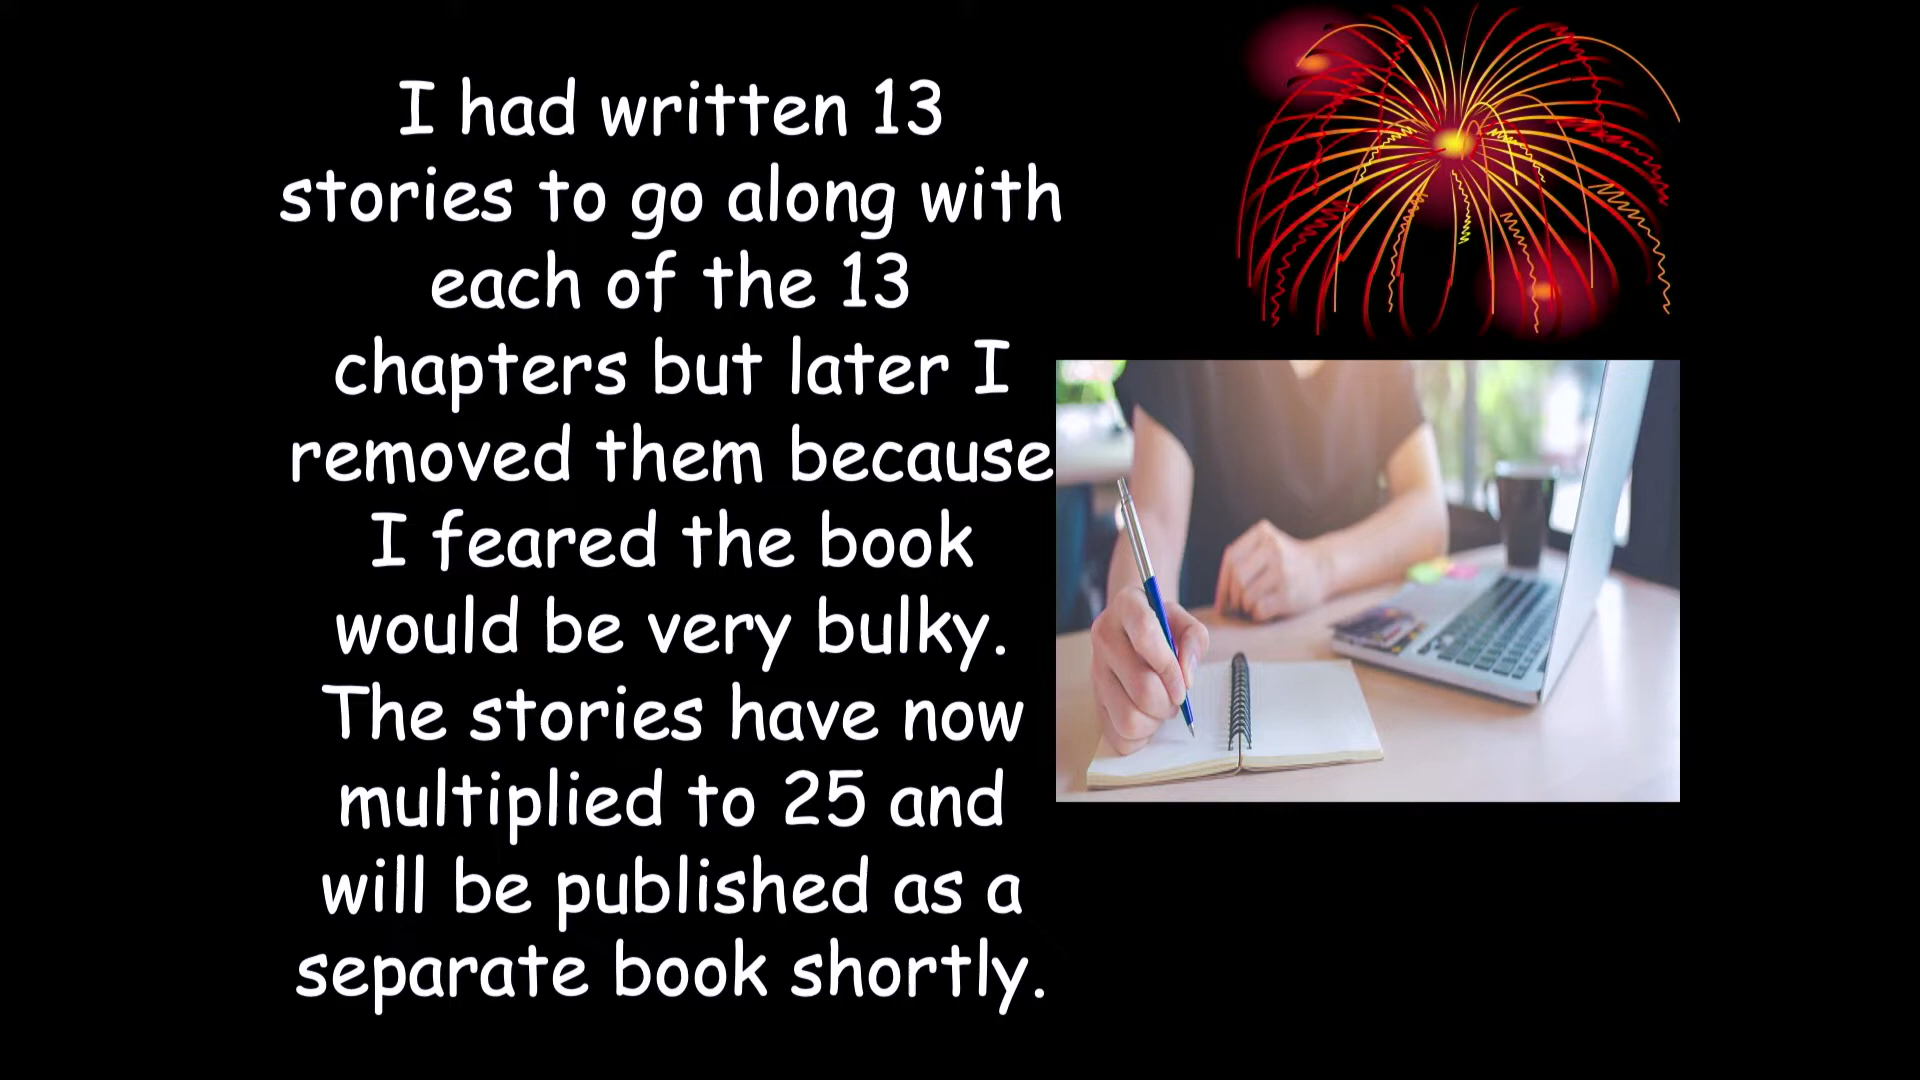 I had written 13
stories to go along with
each of the 13
chapters but later I
removed them because
I feared the book
would be very bulky.
The stories have now
multiplied to 25 and
will be published as a
separate book shortly.